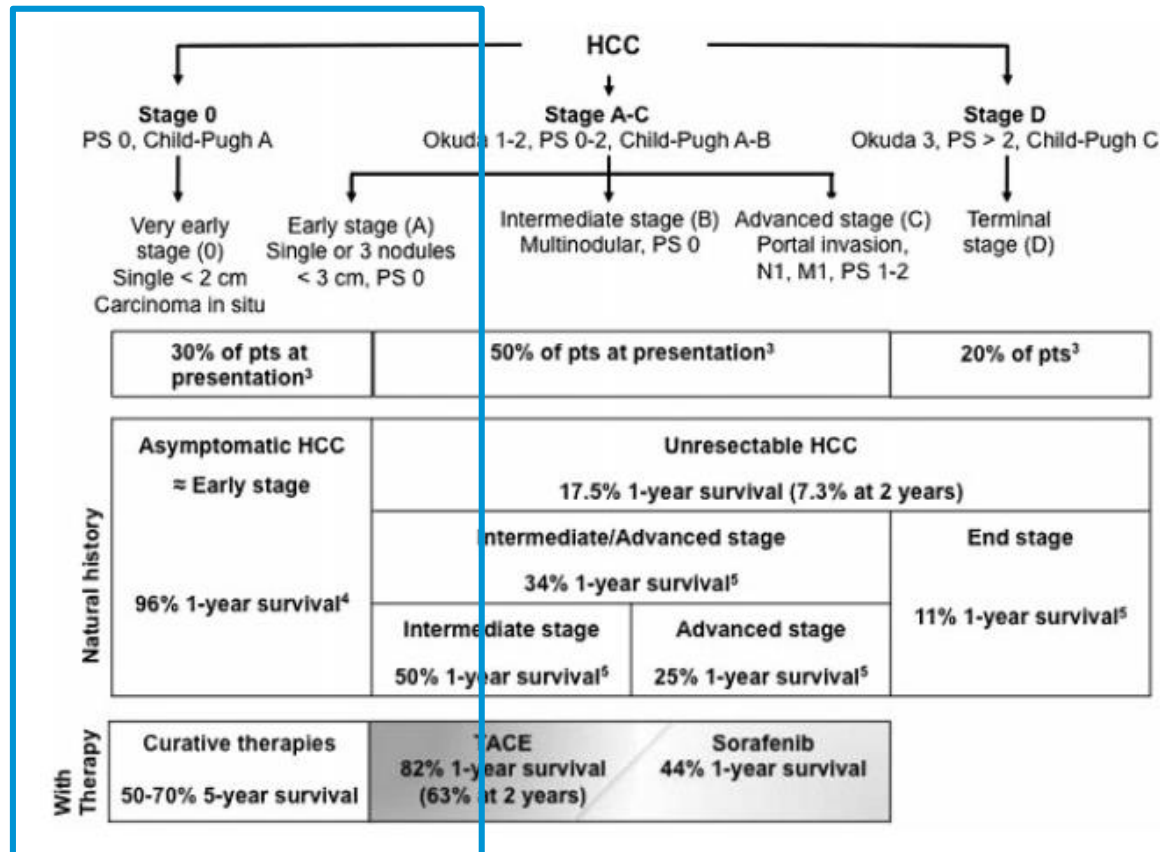 HCC
Stage 0
PS 0, Child-Pugh A
Stage A-C
Okuda 1-2, PS 0-2, Child-Pugh A-B
Stage D
Okuda 3, PS > 2, Child-Pugh C
Very early
stage (0)
Single < 2 cm
Carcinoma in situ
Early stage (A)
Single or 3 nodules
< 3 cm, PS 0
Intermediate stage (B)
Multinodular, PS 0
Advanced stage (C)
Portal invasion,
N1, M1, PS 1-2
Terminal
stage (D)
30% of pts at
presentation³
50% of pts at presentation³
20% of pts³
Natural history
Asymptomatic HCC
≈ Early stage
96% 1-year survival⁴
Unresectable HCC
17.5% 1-year survival (7.3% at 2 years)
Intermediate/Advanced stage
34% 1-year survival⁵
Intermediate stage
50% 1-year survival⁵
Advanced stage
25% 1-year survival⁵
End stage
11% 1-year survival⁵
With
Therapy
Curative therapies
50-70% 5-year survival
TACE
82% 1-year survival
(63% at 2 years)
Sorafenib
44% 1-year survival